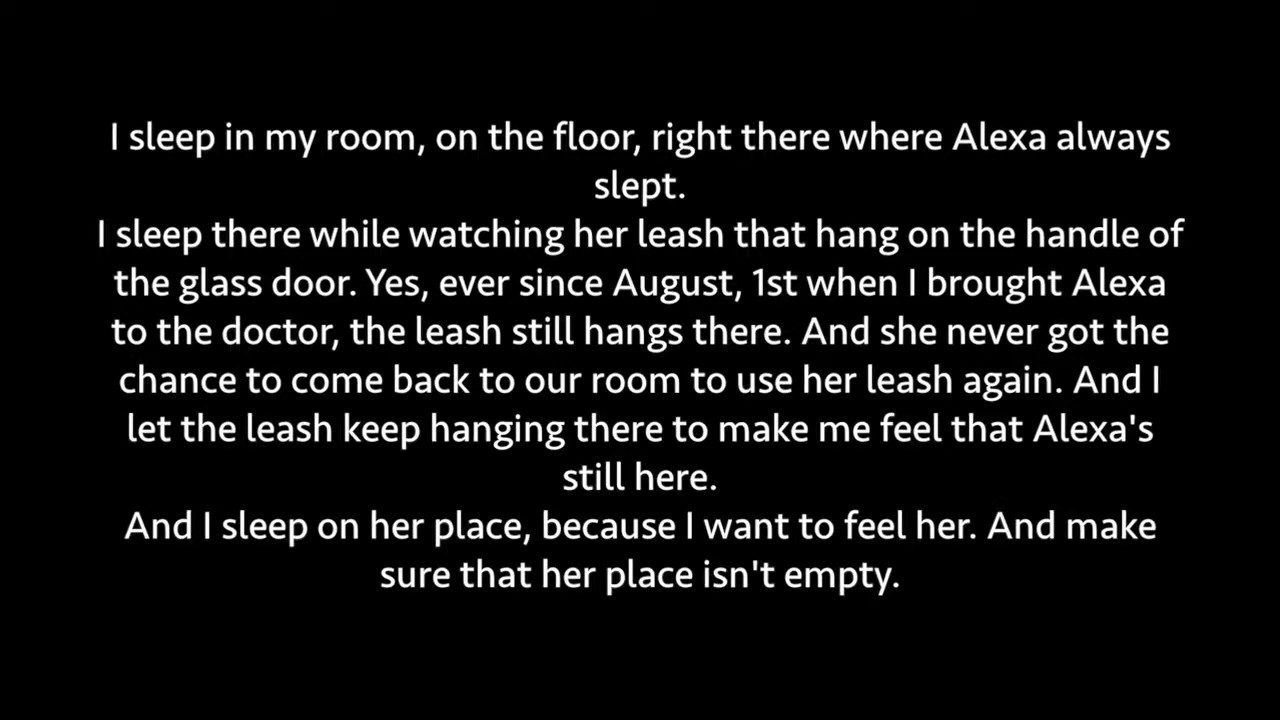 I sleep in my room, on the floor, right there where Alexa always
slept.
I sleep there while watching her leash that hang on the handle of
the glass door. Yes, ever since August, 1st when I brought Alexa
to the doctor, the leash still hangs there. And she never got the
chance to come back to our room to use her leash again. And I
let the leash keep hanging there to make me feel that Alexa's
still here.
And I sleep on her place, because I want to feel her. And make
sure that her place isn't empty.